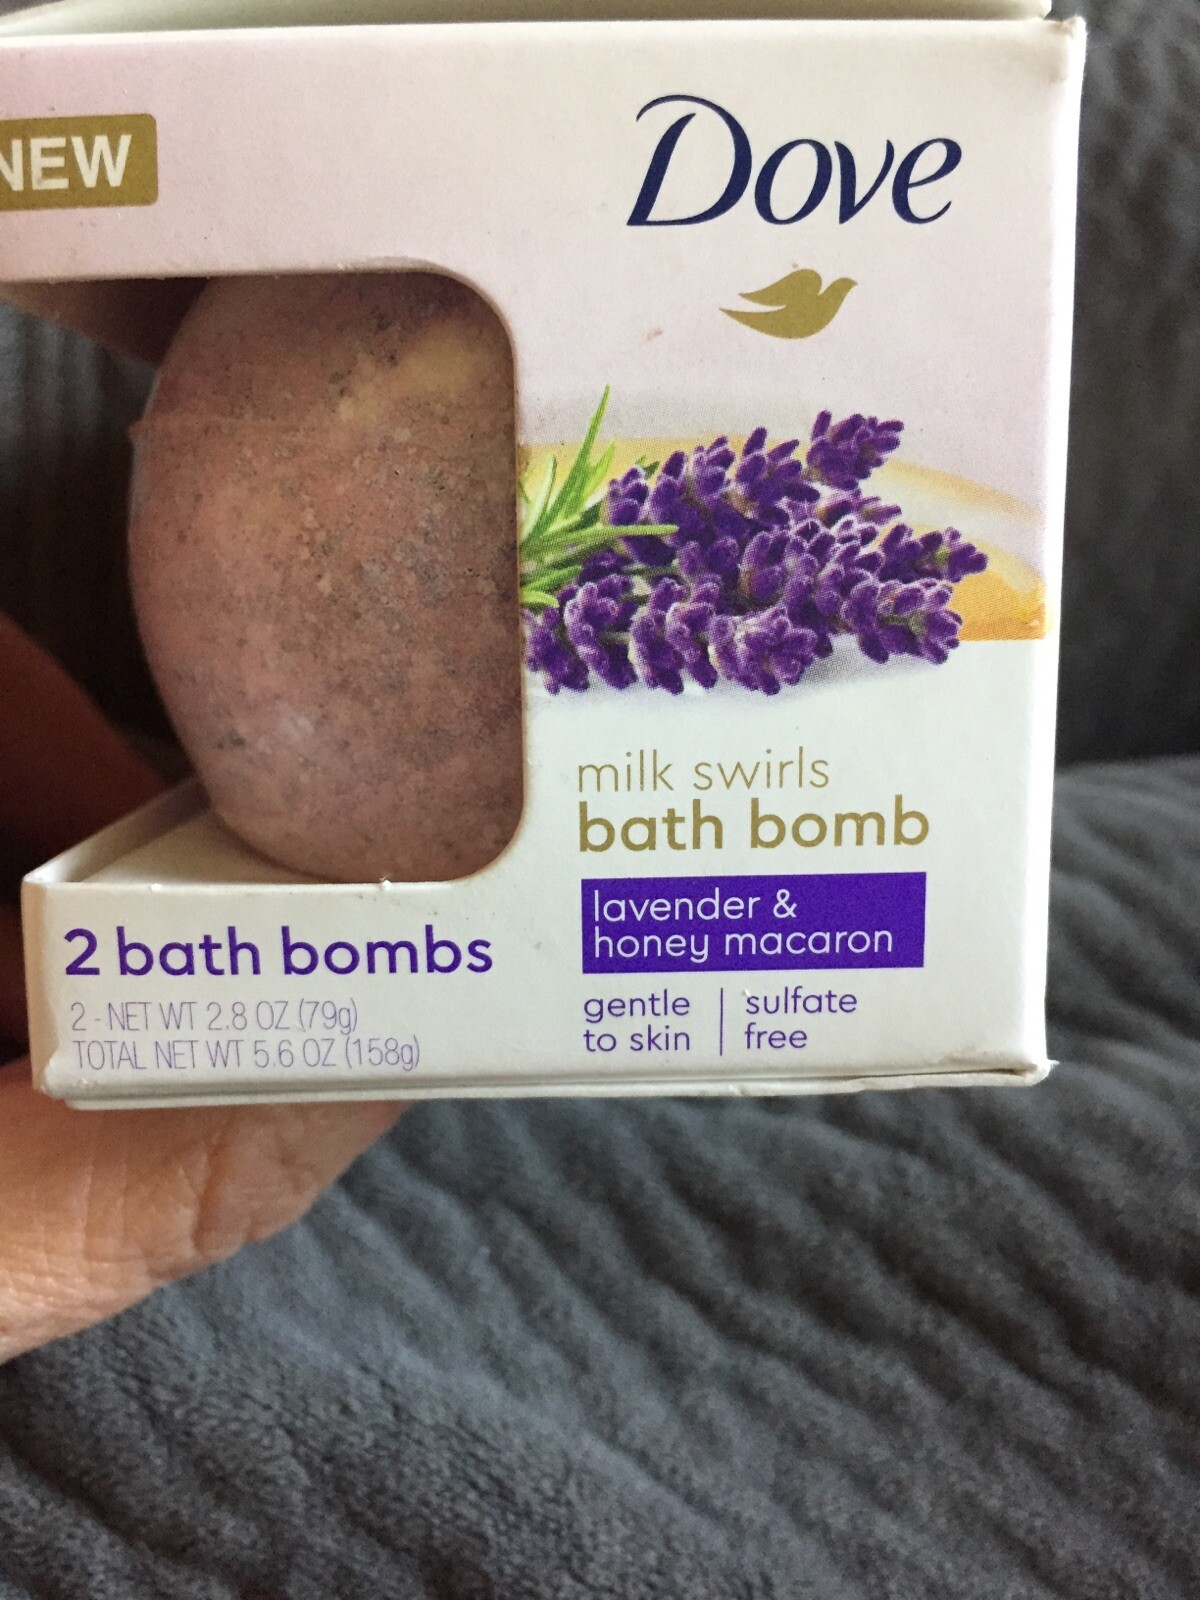 NEW
Dove
milk swirls
bath bomb
lavender &
honey macaron
gentle
to skin
sulfate
free
2 bath bombs
2 - NET WT 2.8 OZ (79g)
TOTAL NET WT 5.6 OZ (158g)